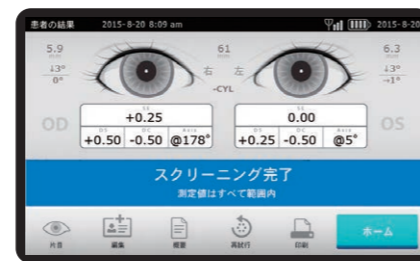 患者の結果 2015-8-20 8:09 am 2015-8-20
5.9 61 6.3
mm mm mm
↓3° 右 左 ↓3°
0° -CYL →1°
OD OS
SE SE
+0.25 0.00
DS DC Axis DS DC Axis
+0.50 -0.50 @178° +0.25 -0.50 @5°
スクリーニング完了
測定値はすべて範囲内
片目 編集 概要 再試行 印刷 ホーム